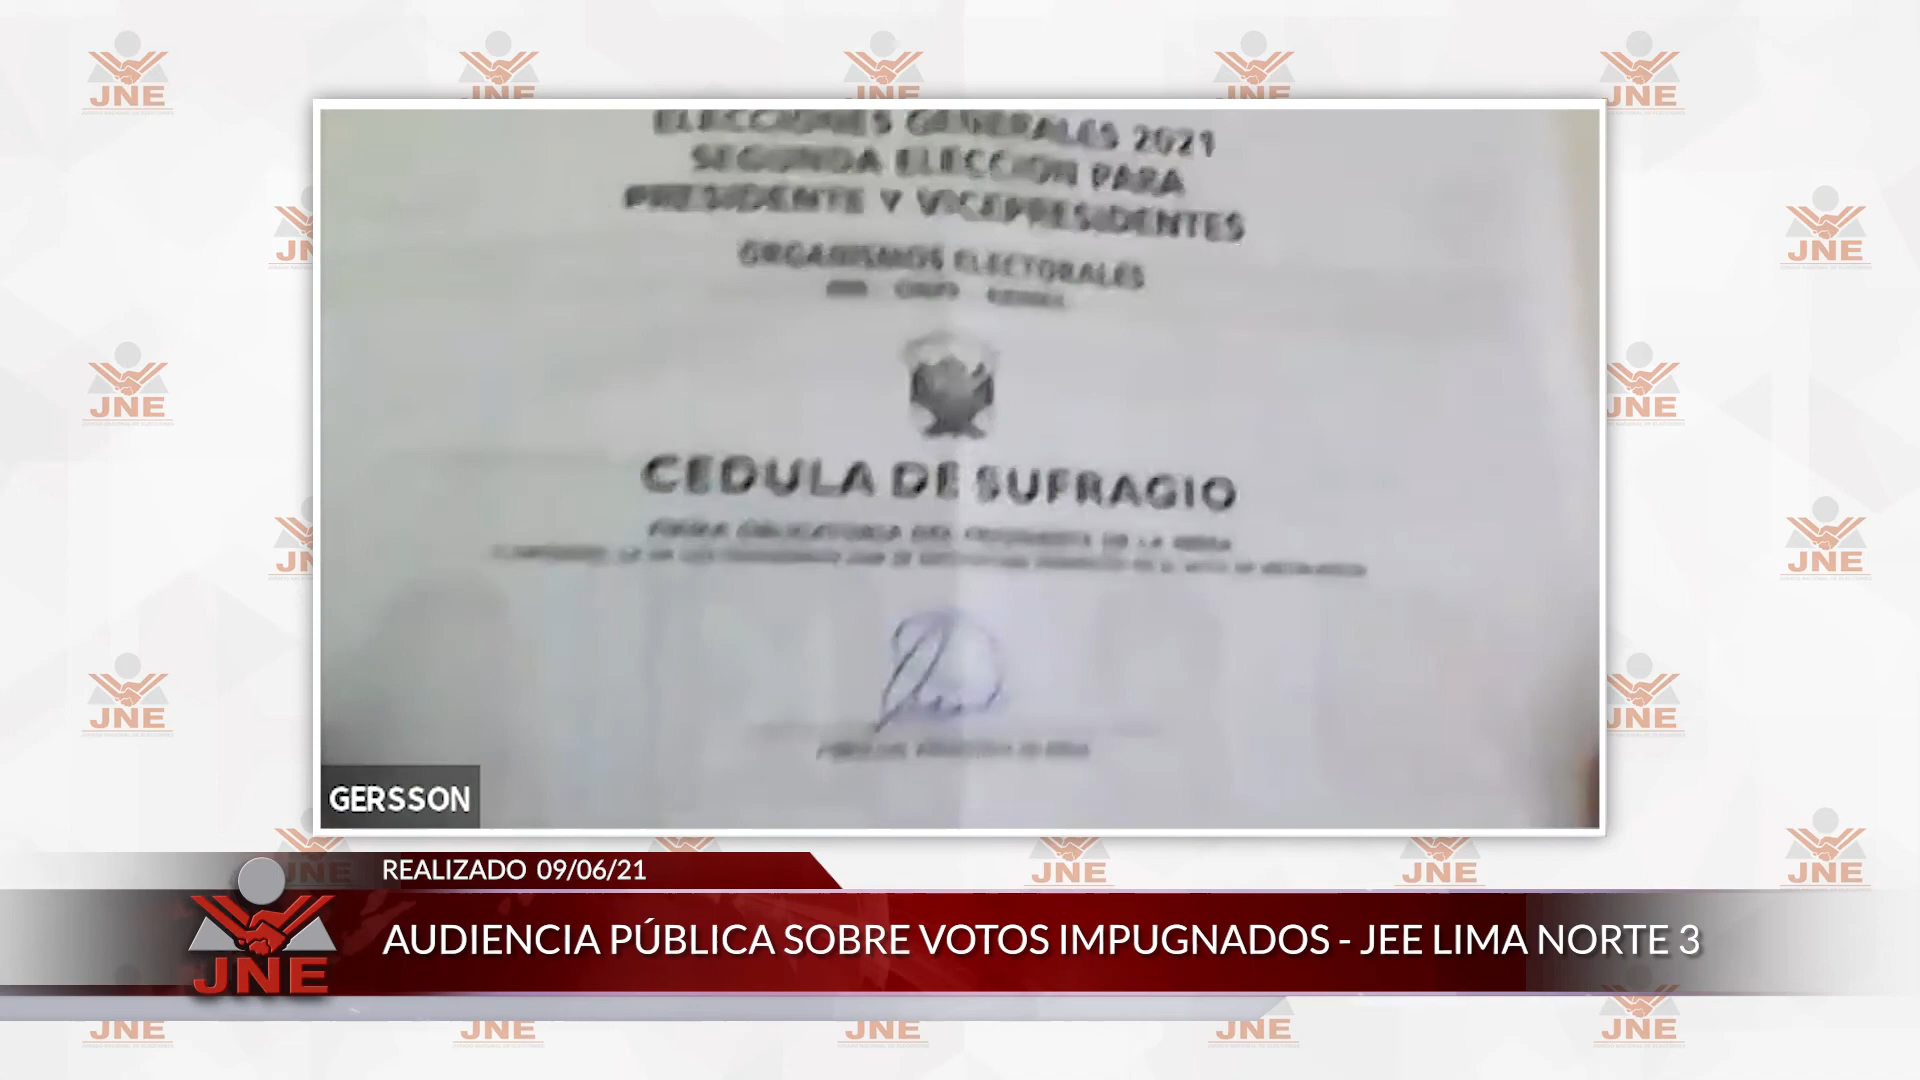 ELECCIONES GENERALES 2021
SEGUNDA ELECCIÓN PARA
PRESIDENTE Y VICEPRESIDENTES
ORGANISMOS ELECTORALES
CEDULA DE SUFRAGIO
GERSSON
REALIZADO 09/06/21
AUDIENCIA PÚBLICA SOBRE VOTOS IMPUGNADOS - JEE LIMA NORTE 3
JNE